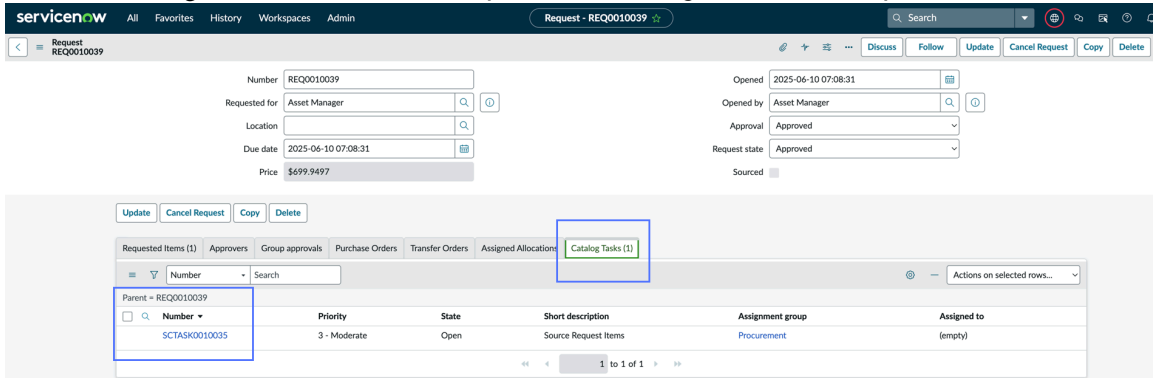 servicenow All Favorites History Workspaces Admin Request - REQ0010039 Search
Request
REQ0010039
Discuss Follow Update Cancel Request Copy Delete
Number REQ0010039 Opened 2025-06-10 07:08:31
Requested for Asset Manager Opened by Asset Manager
Location Approval Approved
Due date 2025-06-10 07:08:31 Request state Approved
Price $699.9497 Sourced
Update Cancel Request Copy Delete
Requested Items (1) Approvers Group approvals Purchase Orders Transfer Orders Assigned Allocations Catalog Tasks (1)
Number Search Actions on selected rows...
Parent = REQ0010039
Number Priority State Short description Assignment group Assigned to
SCTASK0010035 3 - Moderate Open Source Request Items Procurement (empty)
1 to 1 of 1